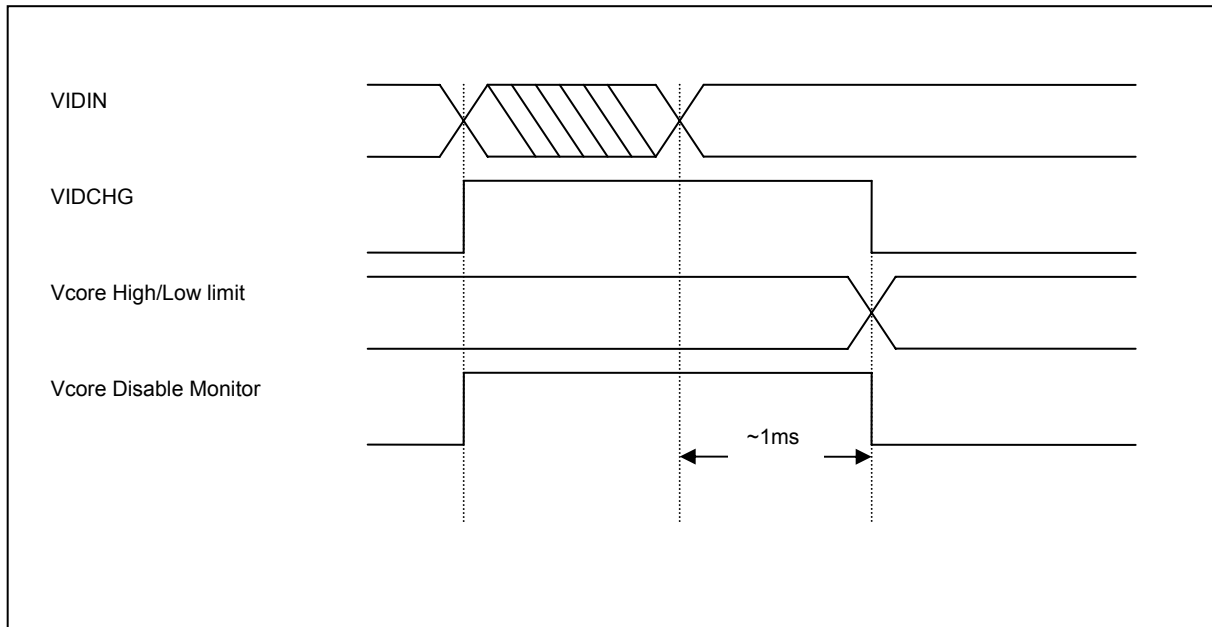 VIDIN
VIDCHG
Vcore High/Low limit
Vcore Disable Monitor
~1ms